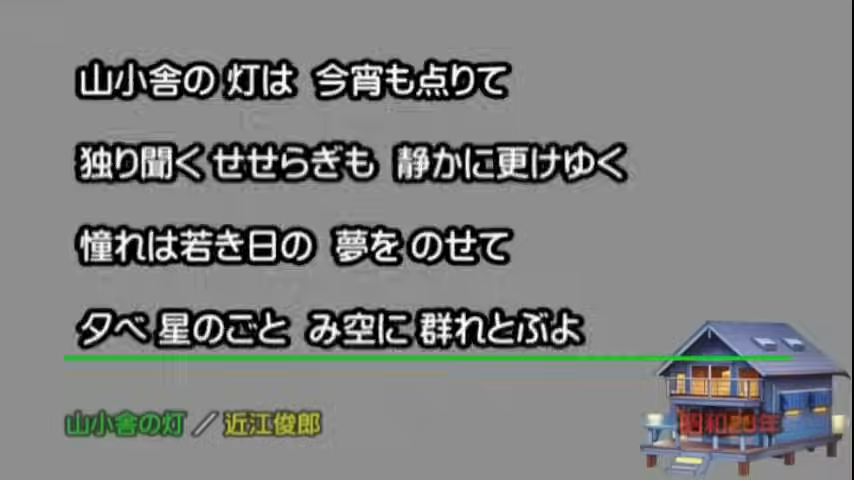 山小舎の 灯は 今宵も点りて
独り聞く せせらぎも 静かに更けゆく
憧れは若き日の 夢を のせて
夕べ 星のごと み空に 群れとぶよ
山小舎の灯 / 近江俊郎